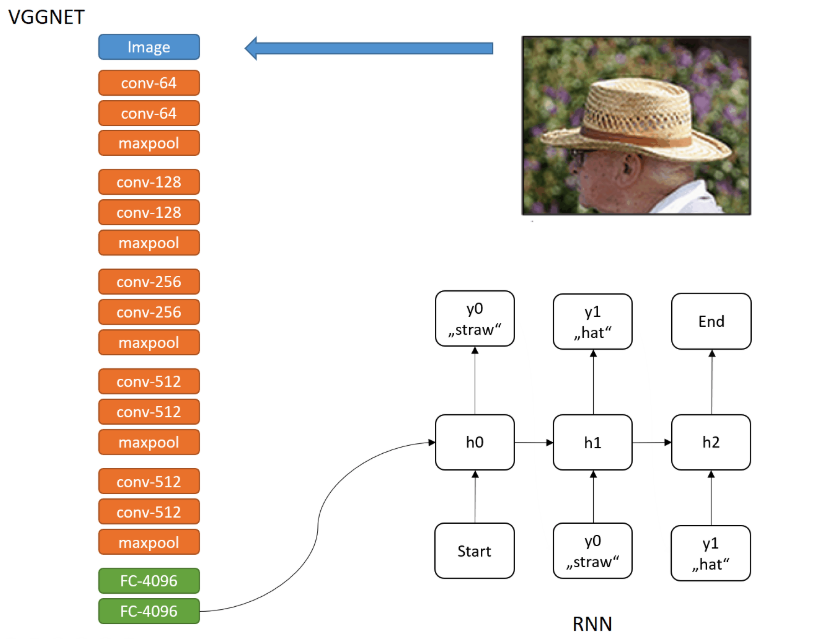 VGGNET
Image
conv-64
conv-64
maxpool
conv-128
conv-128
maxpool
conv-256
conv-256
maxpool
conv-512
conv-512
maxpool
conv-512
conv-512
maxpool
FC-4096
FC-4096
y0
„straw“
y1
„hat“
End
h0
h1
h2
Start
y0
„straw“
y1
„hat“
RNN